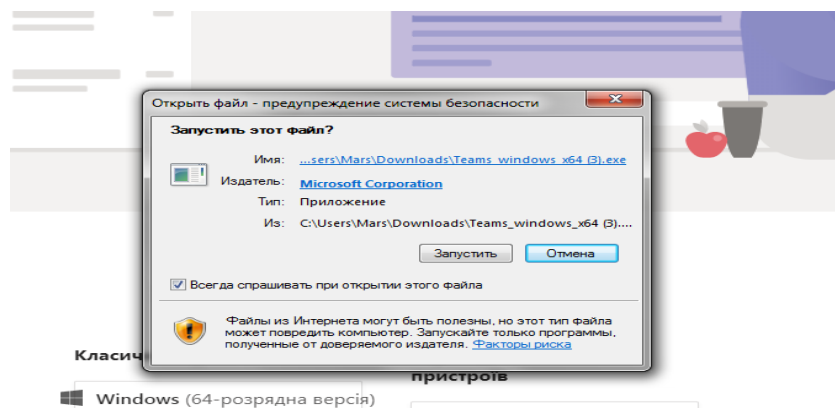 Открыть файл - предупреждение системы безопасности
Запустить этот файл?
Имя: ...sers\Mars\Downloads\Teams_windows_x64 (3).exe
Издатель: Microsoft Corporation
Тип: Приложение
Из: C:\Users\Mars\Downloads\Teams_windows_x64 (3)....
Запустить Отмена
Всегда спрашивать при открытии этого файла
Файлы из Интернета могут быть полезны, но этот тип файла
может повредить компьютер. Запускайте только программы,
полученные от доверяемого издателя. Факторы риска
Класич
пристроїв
Windows (64-розрядна версія)